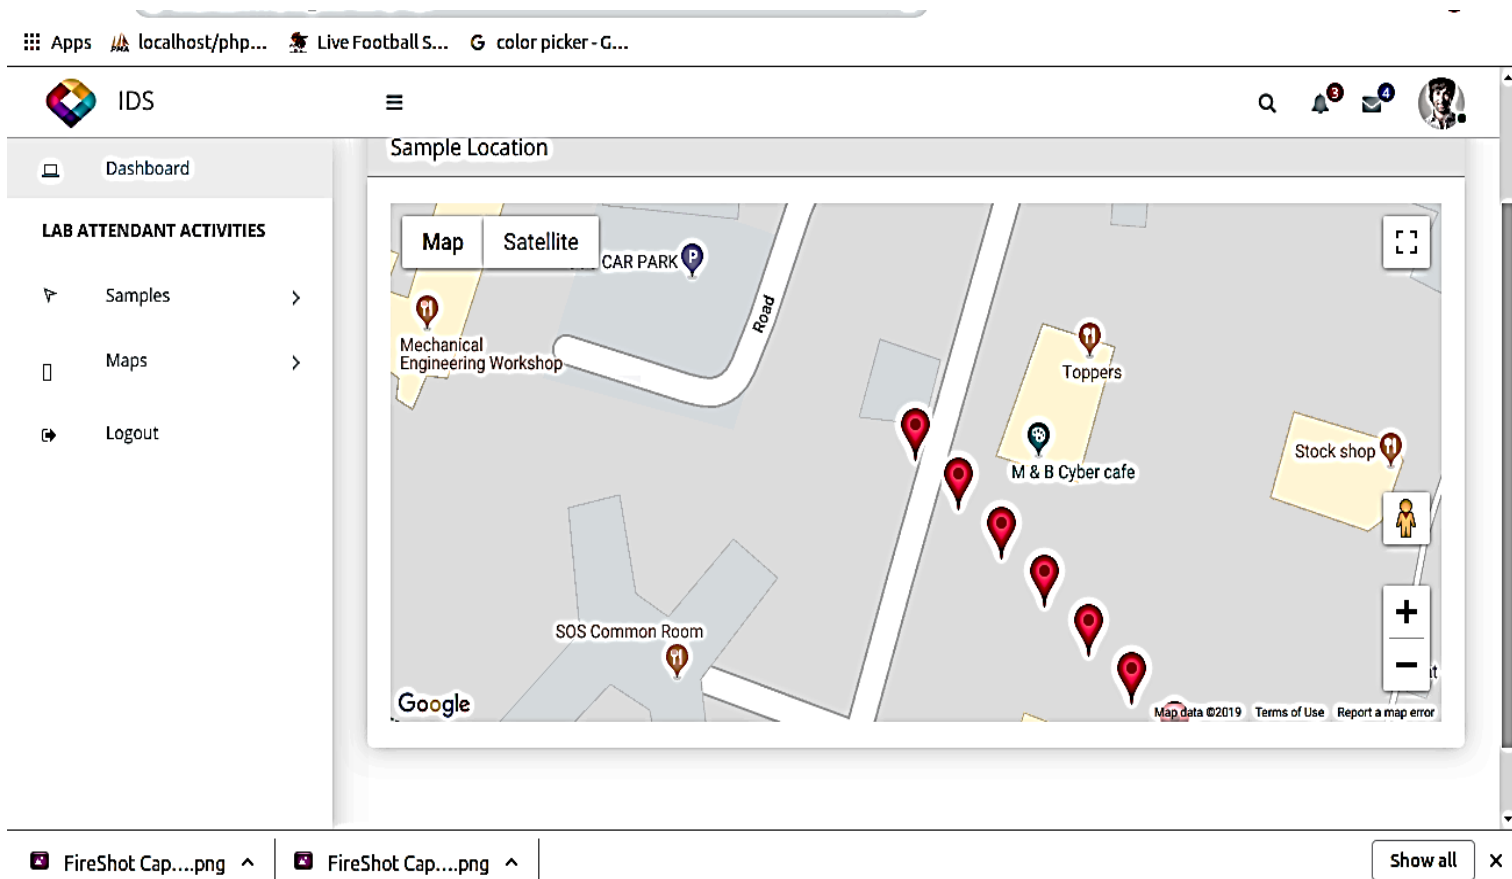 Apps localhost/php... Live Football S... G color picker - G...
IDS
3 4
Sample Location
Dashboard
LAB ATTENDANT ACTIVITIES
Samples
Maps
Logout
Map Satellite
CAR PARK P
Road
Mechanical
Engineering Workshop
Toppers
Stock shop
M & B Cyber cafe
SOS Common Room
Google
Map data ©2019 Terms of Use Report a map error
FireShot Cap....png FireShot Cap....png Show all